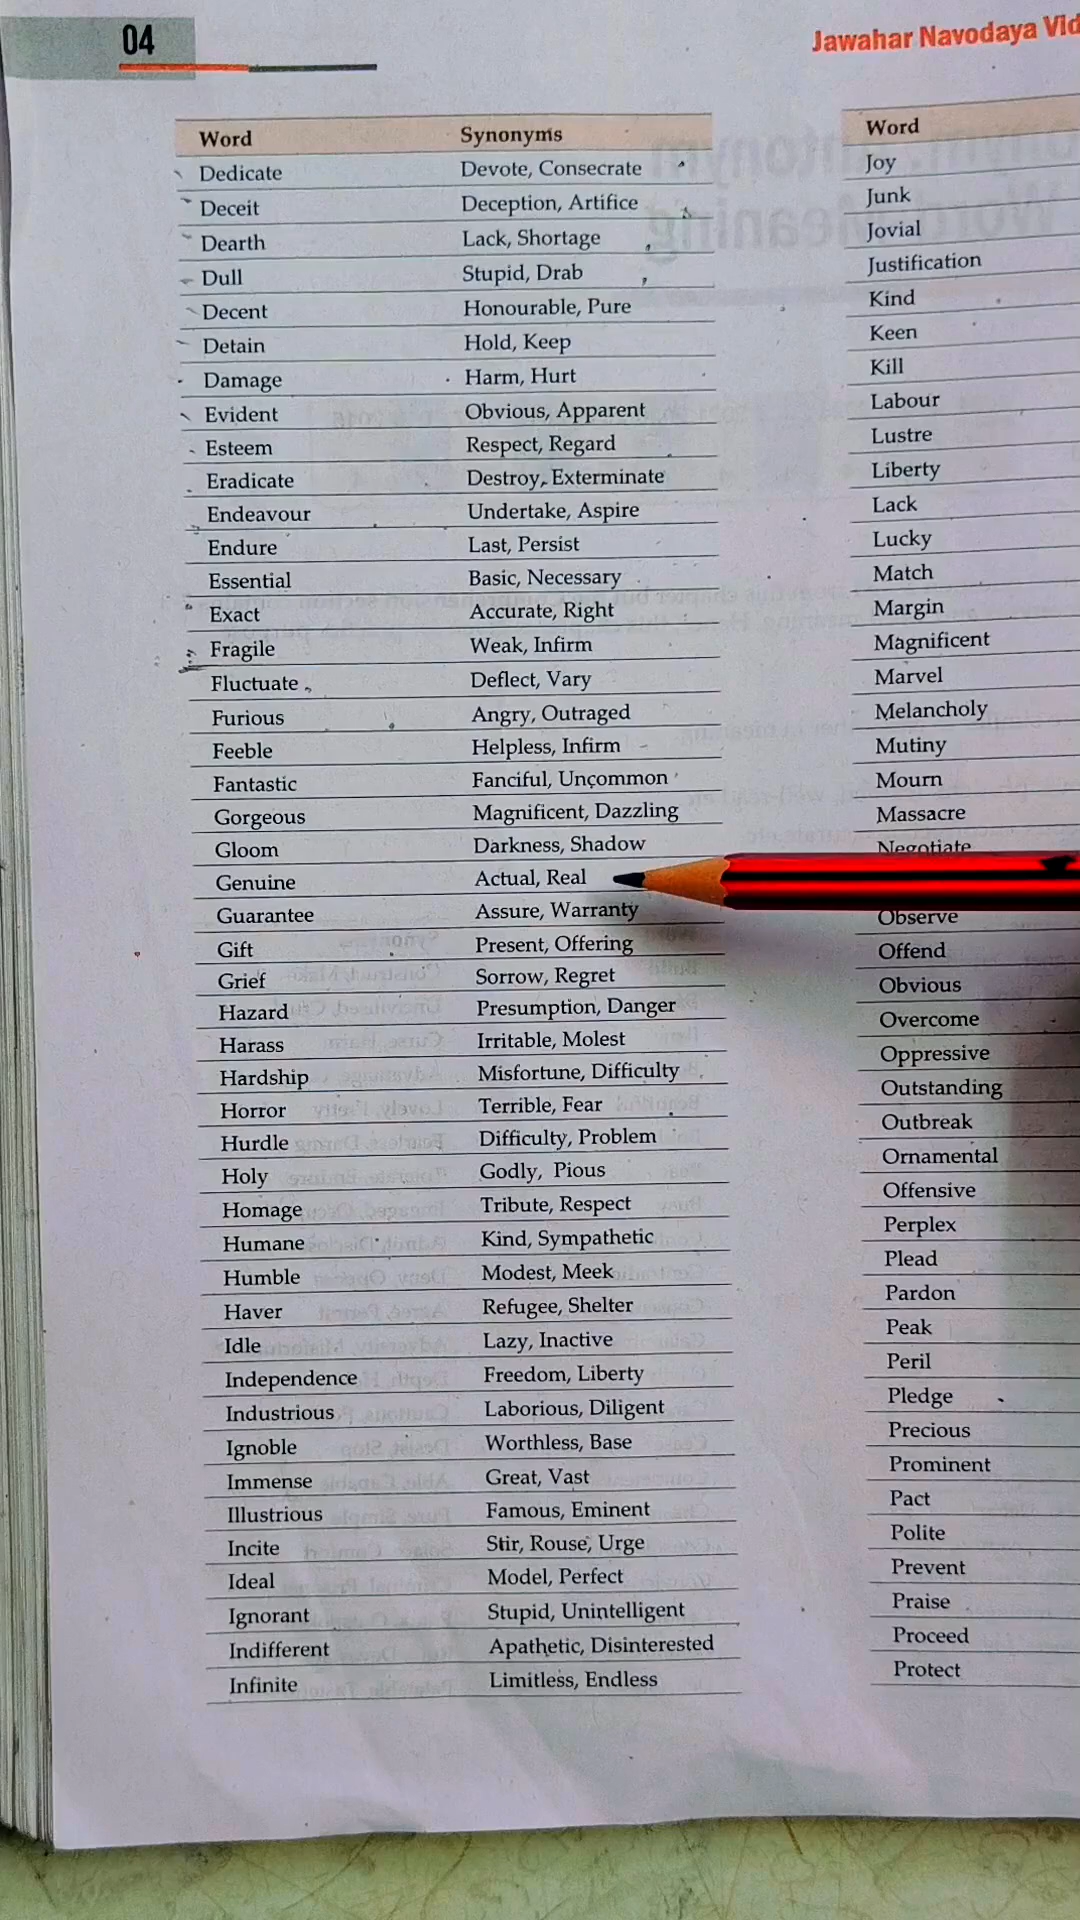 04
Jawahar Navodaya
Word Synonyms
Dedicate Devote, Consecrate
Deceit Deception, Artifice
Dearth Lack, Shortage
Dull Stupid, Drab
Decent Honourable, Pure
Detain Hold, Keep
Damage Harm, Hurt
Evident Obvious, Apparent
Esteem Respect, Regard
Eradicate Destroy, Exterminate
Endeavour Undertake, Aspire
Endure Last, Persist
Essential Basic, Necessary
Exact Accurate, Right
Fragile Weak, Infirm
Fluctuate Deflect, Vary
Furious Angry, Outraged
Feeble Helpless, Infirm
Fantastic Fanciful, Uncommon
Gorgeous Magnificent, Dazzling
Gloom Darkness, Shadow
Genuine Actual, Real
Guarantee Assure, Warranty
Gift Present, Offering
Grief Sorrow, Regret
Hazard Presumption, Danger
Harass Irritable, Molest
Hardship Misfortune, Difficulty
Horror Terrible, Fear
Hurdle Difficulty, Problem
Holy Godly, Pious
Homage Tribute, Respect
Humane Kind, Sympathetic
Humble Modest, Meek
Haver Refugee, Shelter
Idle Lazy, Inactive
Independence Freedom, Liberty
Industrious Laborious, Diligent
Ignoble Worthless, Base
Immense Great, Vast
Illustrious Famous, Eminent
Incite Stir, Rouse, Urge
Ideal Model, Perfect
Ignorant Stupid, Unintelligent
Indifferent Apathetic, Disinterested
Infinite Limitless, Endless
Word
Joy
Junk
Jovial
Justification
Kind
Keen
Kill
Labour
Lustre
Liberty
Lack
Lucky
Match
Margin
Magnificent
Marvel
Melancholy
Mutiny
Mourn
Massacre
Negotiate
Observe
Offend
Obvious
Overcome
Oppressive
Outstanding
Outbreak
Ornamental
Offensive
Perplex
Plead
Pardon
Peak
Peril
Pledge
Precious
Prominent
Pact
Polite
Prevent
Praise
Proceed
Protect